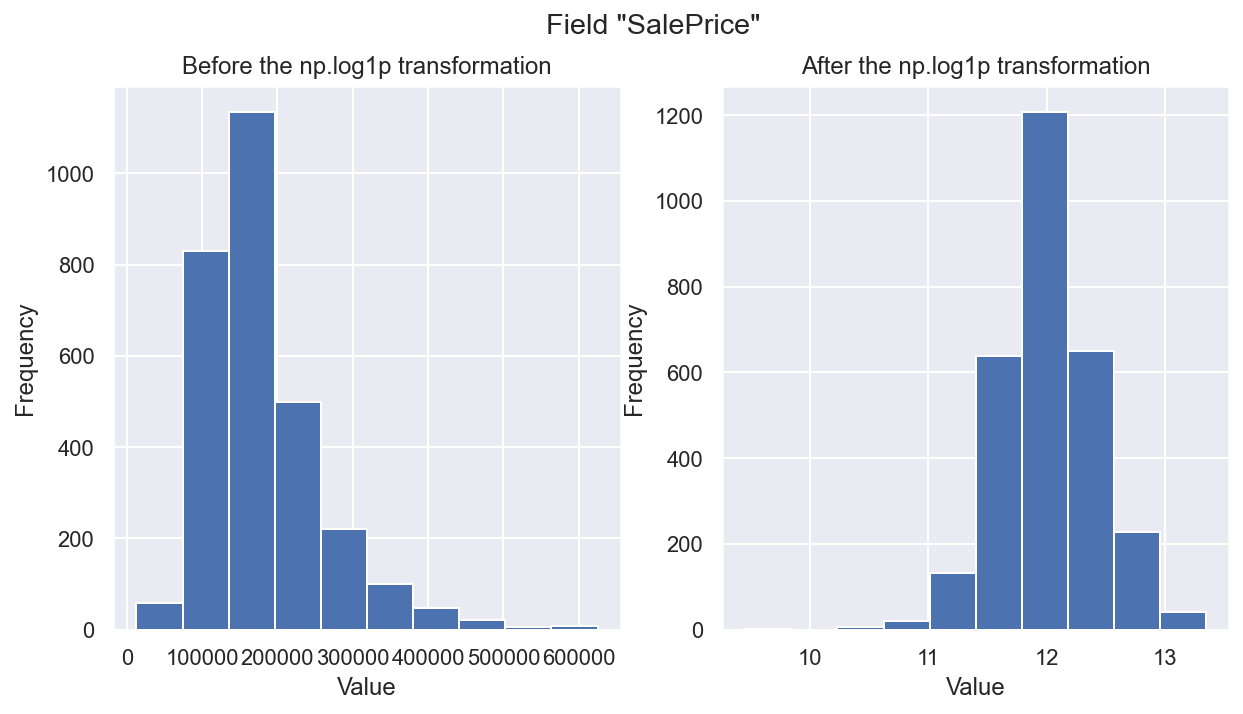 Field "SalePrice"
Before the np.log1p transformation
Frequency
1000
800
600
400
200
0
0 100000 200000 300000 400000 500000 600000
Value
After the np.log1p transformation
Frequency
1200
1000
800
600
400
200
0
10 11 12 13
Value